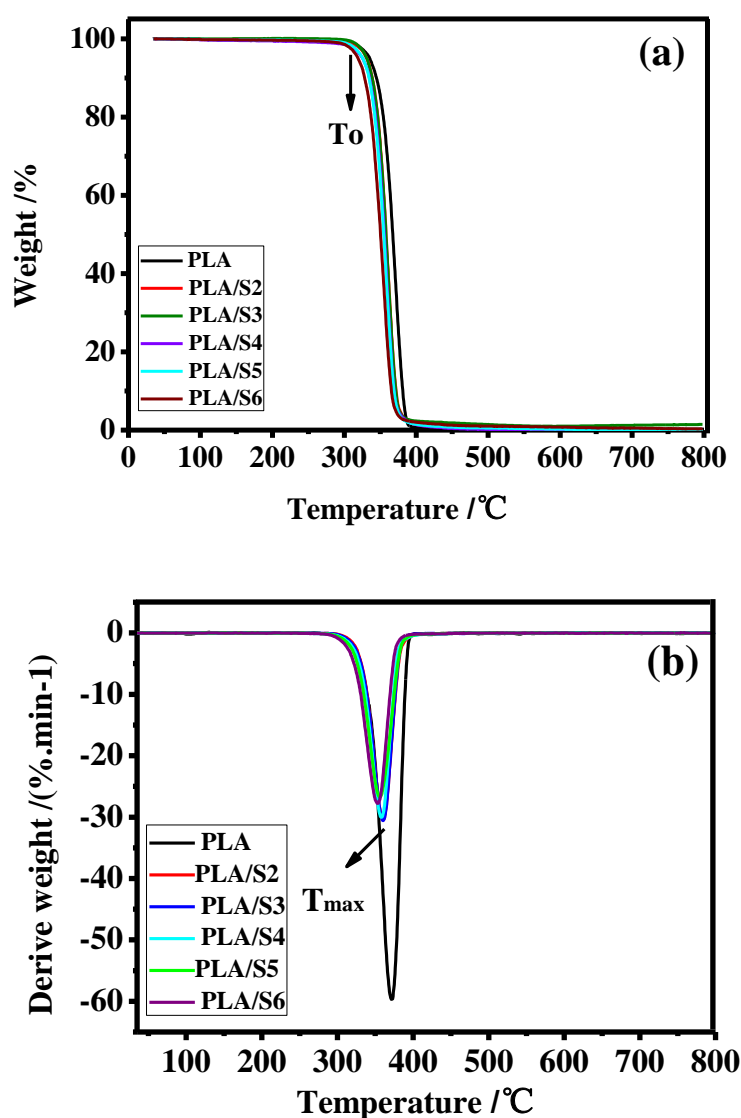 (a)
To
Weight /%
100
80
60
40
20
0
PLA
PLA/S2
PLA/S3
PLA/S4
PLA/S5
PLA/S6
0 100 200 300 400 500 600 700 800
Temperature /℃
(b)
Derive weight /(%.min-1)
0
-10
-20
-30
-40
-50
-60
Tmax
PLA
PLA/S2
PLA/S3
PLA/S4
PLA/S5
PLA/S6
100 200 300 400 500 600 700 800
Temperature /℃